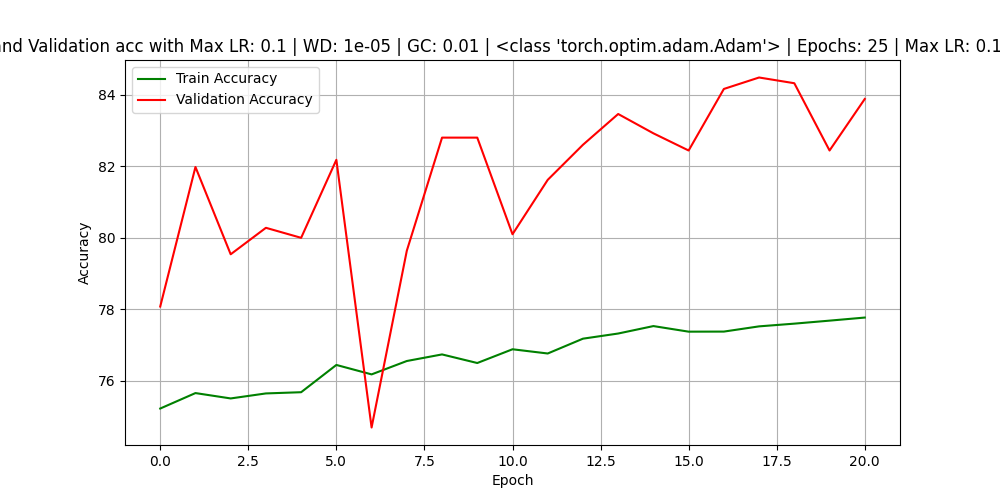 nd Validation acc with Max LR: 0.1 | WD: 1e-05 | GC: 0.01 | <class 'torch.optim.adam.Adam'> | Epochs: 25 | Max LR: 0.1
Train Accuracy
Validation Accuracy
84
82
80
78
76
Accuracy
0.0 2.5 5.0 7.5 10.0 12.5 15.0 17.5 20.0
Epoch